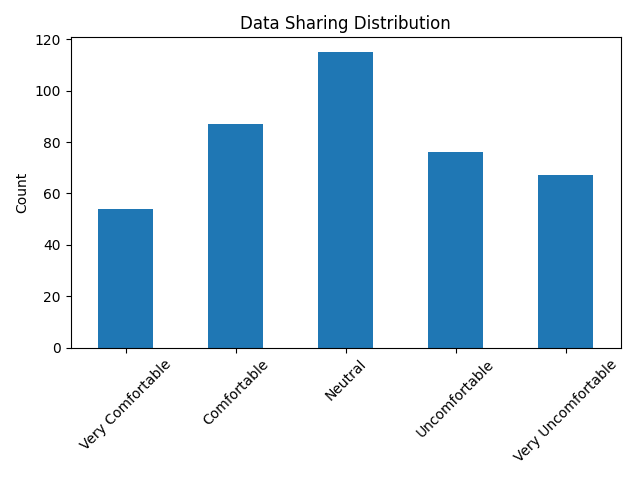 Data Sharing Distribution
120
100
80
60
40
20
0
Count
Very Comfortable
Comfortable
Neutral
Uncomfortable
Very Uncomfortable